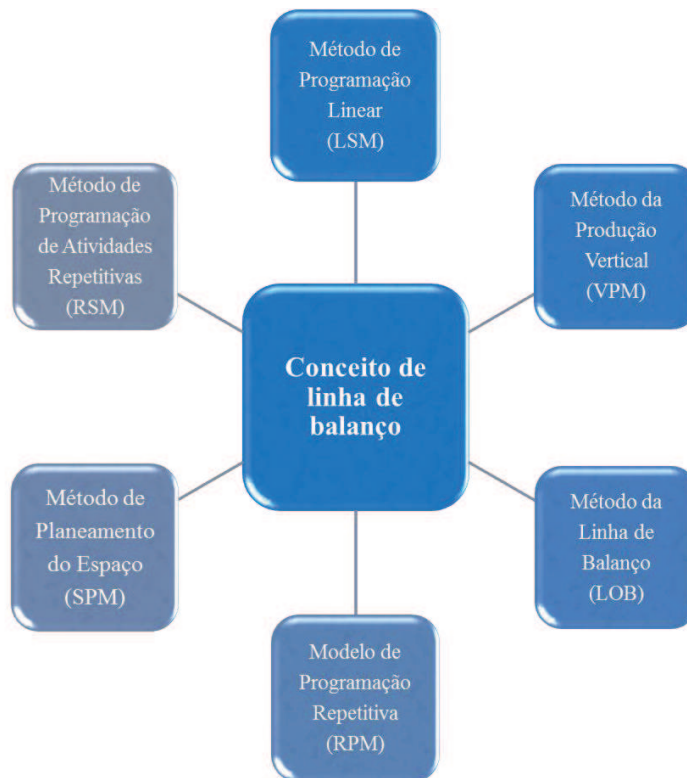 Método de
Programação
Linear
(LSM)
Método da
Produção
Vertical
(VPM)
Método da
Linha de
Balanço
(LOB)
Modelo de
Programação
Repetitiva
(RPM)
Método de
Planeamento
do Espaço
(SPM)
Método de
Programação
de Atividades
Repetitivas
(RSM)
Conceito de
linha de
balanço